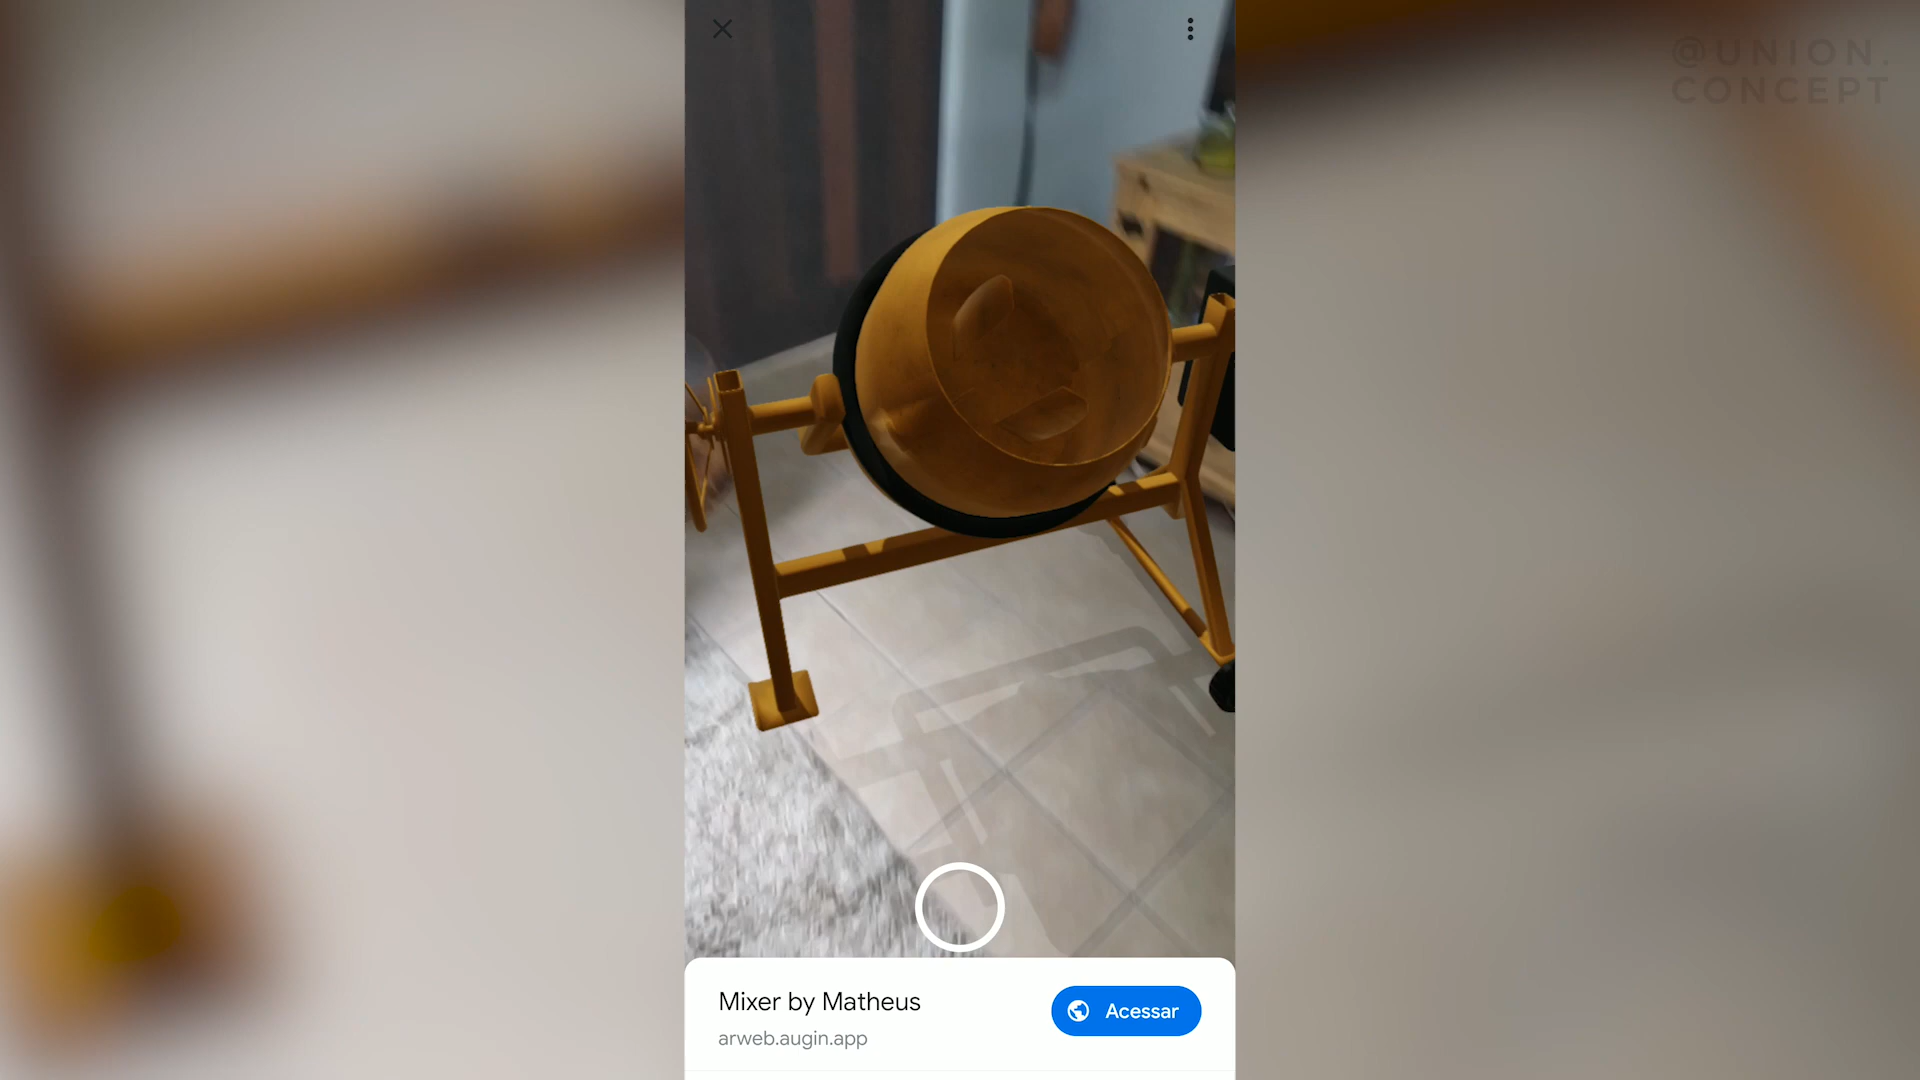 @UNION.
CONCEPT
Mixer by Matheus
Acessar
arweb.augin.app